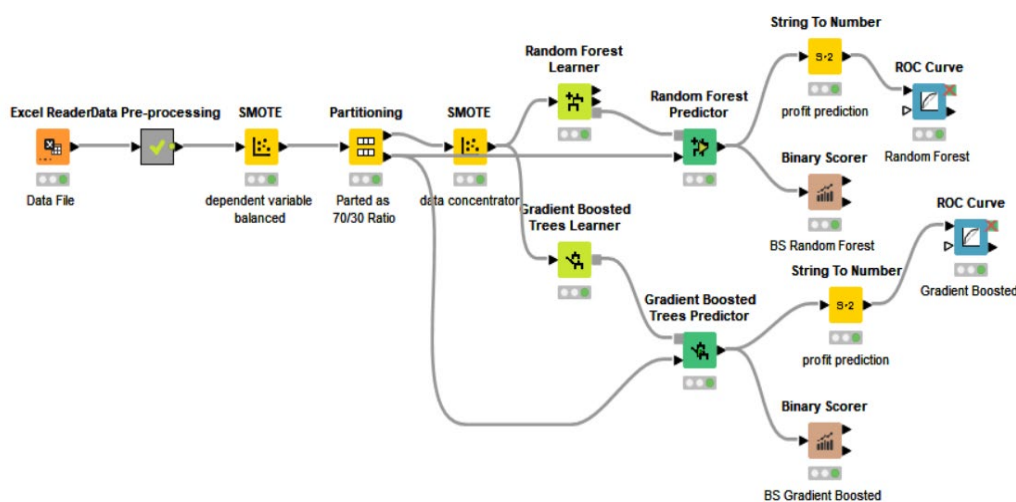 Excel Reader
Data File
Data Pre-processing
SMOTE
dependent variable
balanced
Partitioning
Parted as
70/30 Ratio
SMOTE
data concentrator
Random Forest
Learner
Gradient Boosted
Trees Learner
Random Forest
Predictor
Gradient Boosted
Trees Predictor
String To Number
S·2
profit prediction
ROC Curve
Random Forest
Binary Scorer
BS Random Forest
ROC Curve
Gradient Boosted
String To Number
S·2
profit prediction
Binary Scorer
BS Gradient Boosted